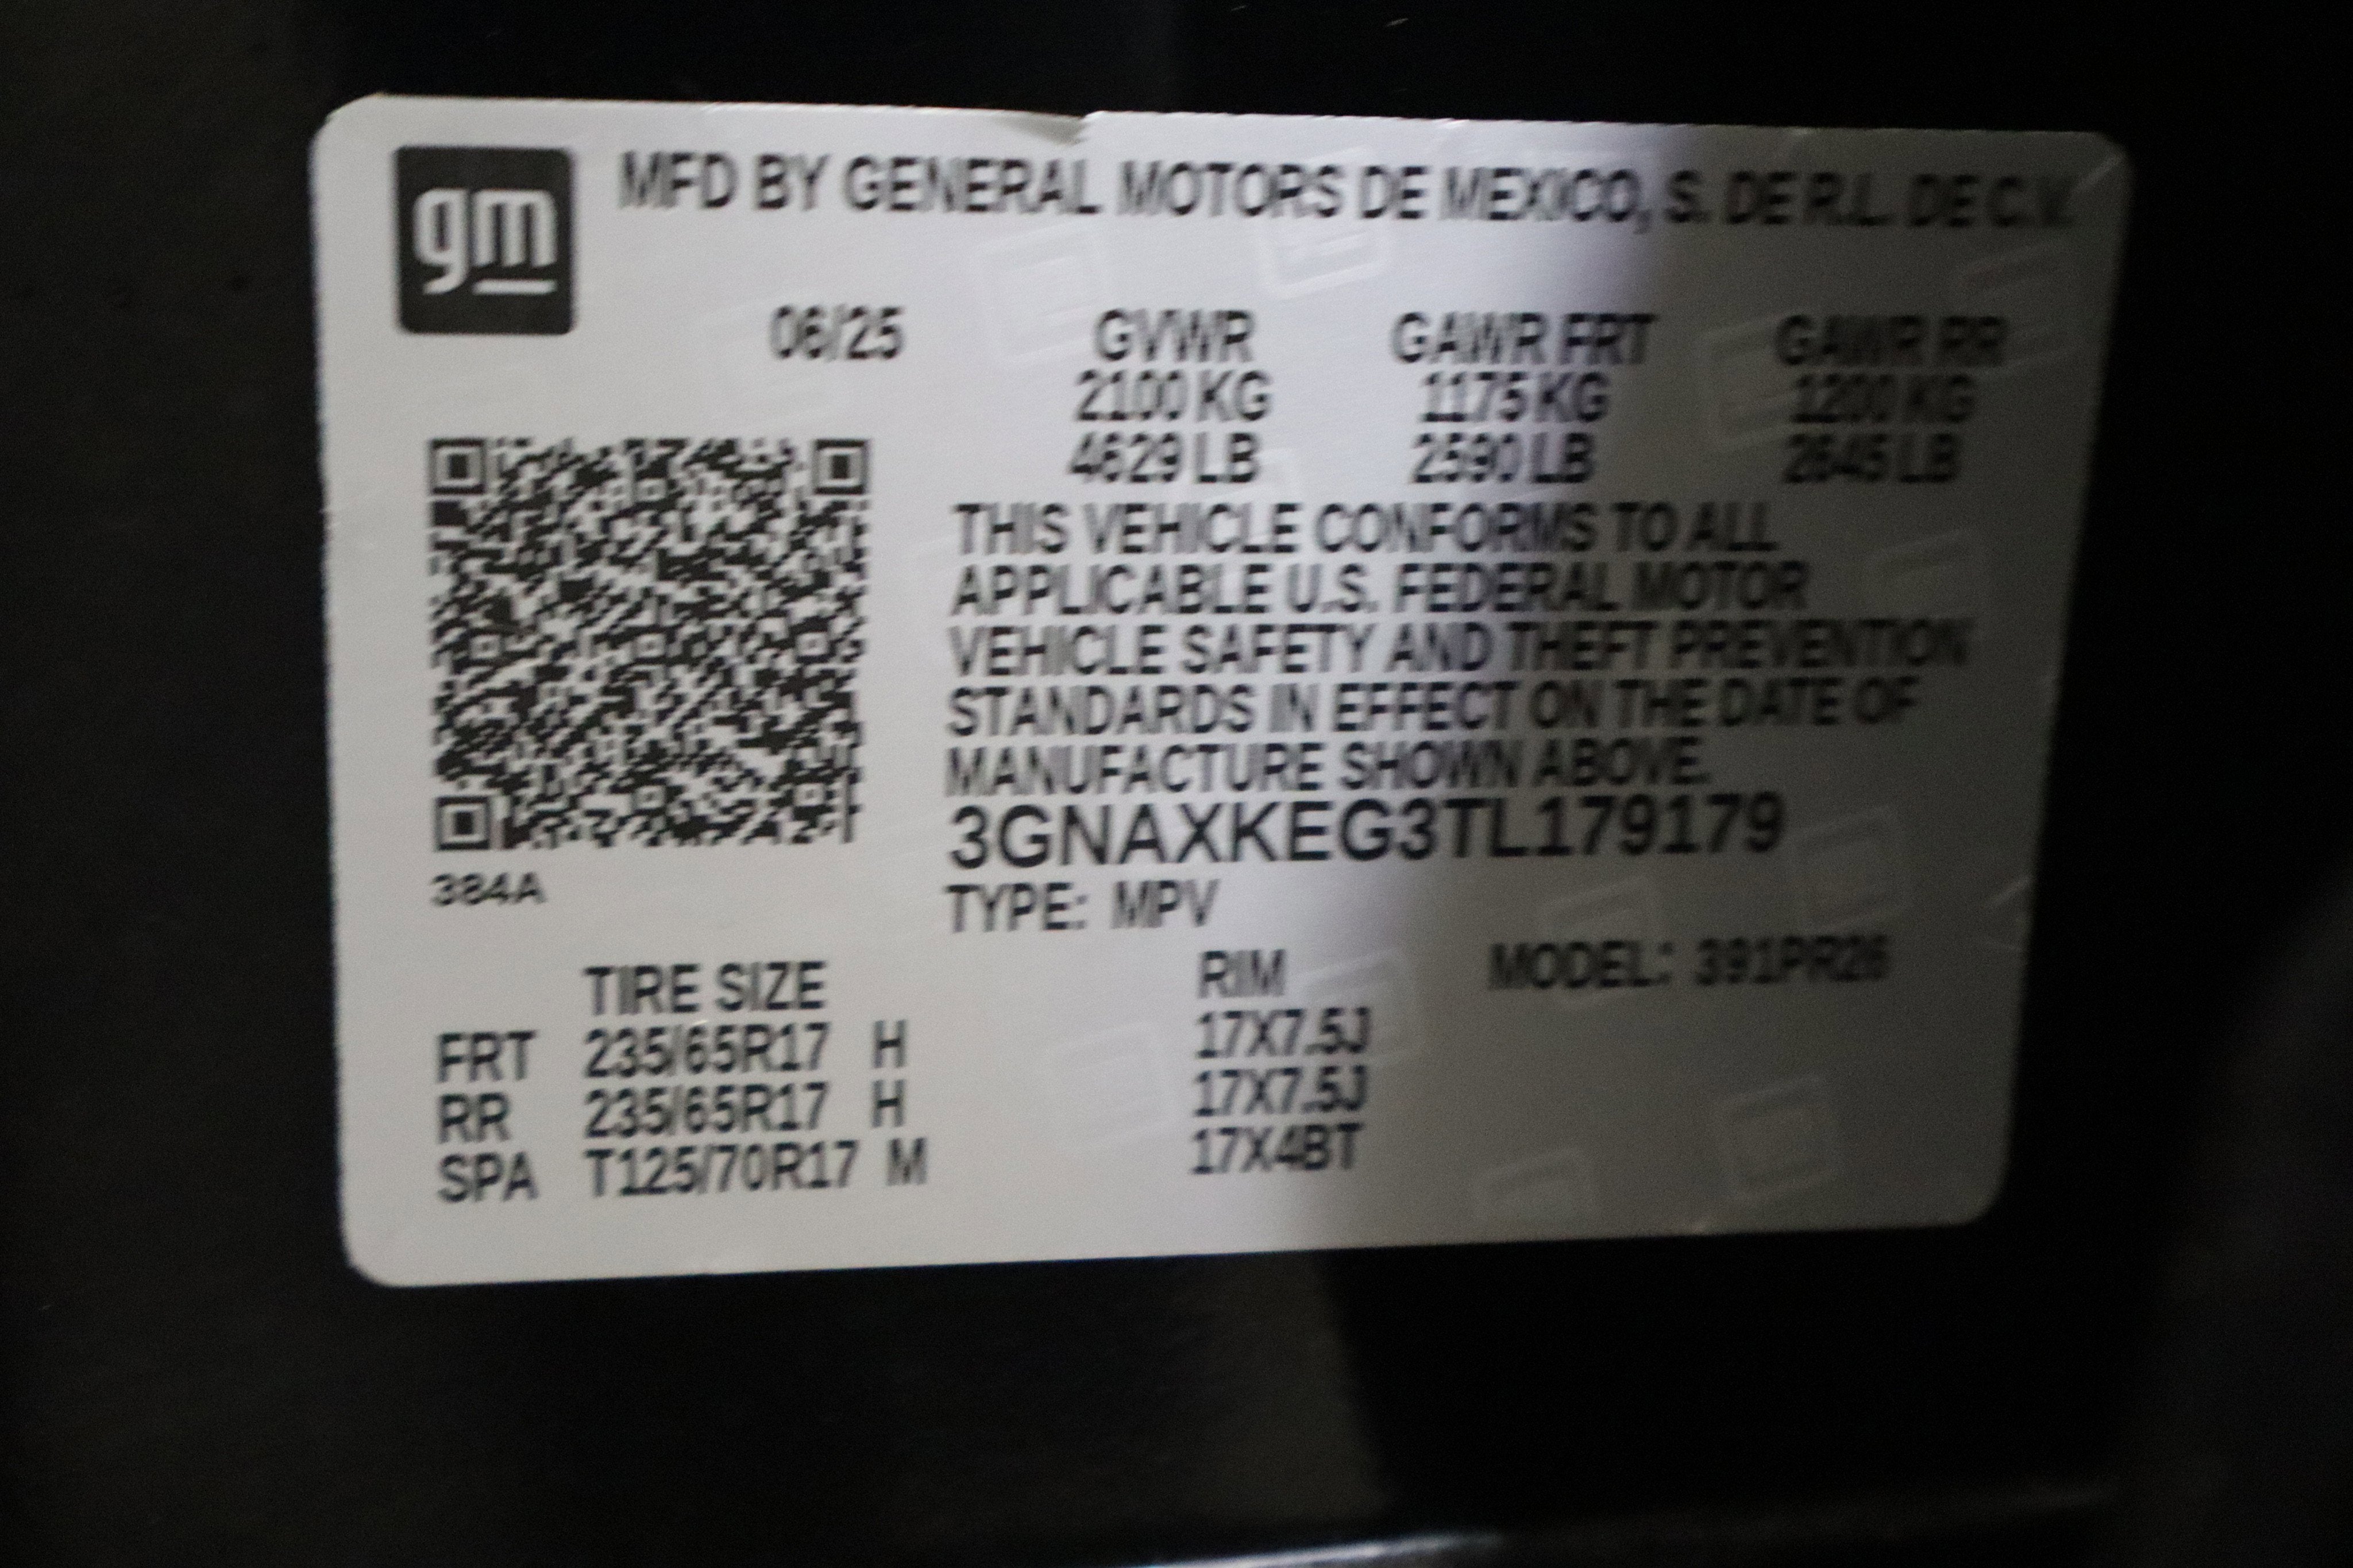 gm
MFD BY GENERAL MOTORS DE MEXICO, S. DE R.L. DE C.V.
06/25 GVWR GAWR FRT GAWR RR
2100 KG 1175 KG 1200 KG
4629 LB 2590 LB 2645 LB
THIS VEHICLE CONFORMS TO ALL
APPLICABLE U.S. FEDERAL MOTOR
VEHICLE SAFETY AND THEFT PREVENTION
STANDARDS IN EFFECT ON THE DATE OF
MANUFACTURE SHOWN ABOVE.
3GNAXKEG3TL179179
384A
TYPE: MPV
TIRE SIZE RIM MODEL: 391PR26
FRT 235/65R17 H 17X7.5J
RR 235/65R17 H 17X7.5J
SPA T125/70R17 M 17X4BT